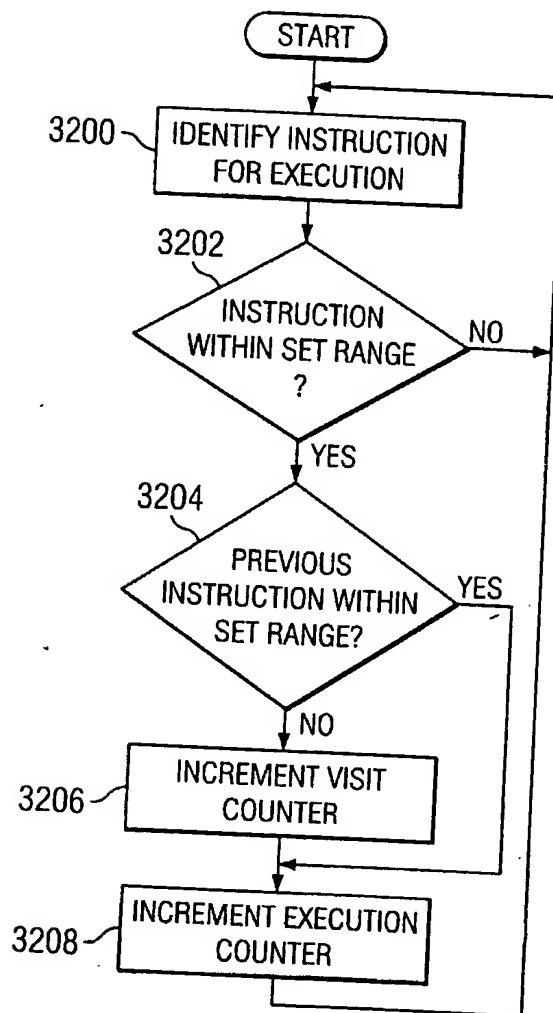 START
3200
IDENTIFY INSTRUCTION
FOR EXECUTION
3202
INSTRUCTION
WITHIN SET RANGE
?
NO
YES
3204
PREVIOUS
INSTRUCTION WITHIN
SET RANGE?
YES
NO
3206
INCREMENT VISIT
COUNTER
3208
INCREMENT EXECUTION
COUNTER